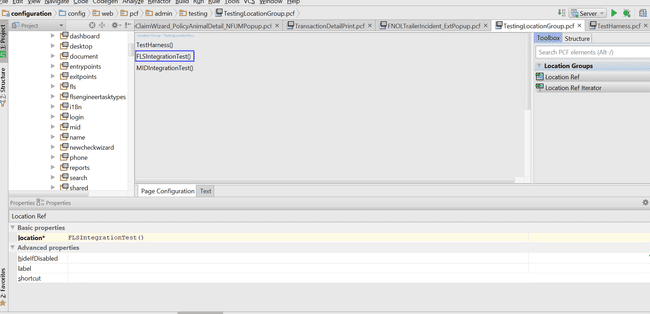 File Edit View Navigate Code Codegen Analyze Refactor Build Run Rule Tools VCS Window Help
configuration config web pcf admin testing TestingLocationGroup.pcf Server
Project rClaimWizard_PolicyAnimalDetail_NFIJMPopup.pcf TransactionDetailPrint.pcf FNOLTrailerIncident_ExtPopup.pcf TestingLocationGroup.pcf TestHarness.pcf
1: Project
Structure
Favorites
dashboard
desktop
document
entrypoints
exitpoints
fls
flsengineertasktypes
i18n
login
mid
name
newcheckwizard
phone
reports
search
shared
TestHarness()
FLSIntegrationTest()
MIDIntegrationTest()
Page Configuration Text
Toolbox Structure
Search PCF elements (Alt-/)
Location Groups
Location Ref
Location Ref Iterator
Properties Properties
Location Ref
Basic properties
location* FLSIntegrationTest()
Advanced properties
hideIfDisabled
label
shortcut